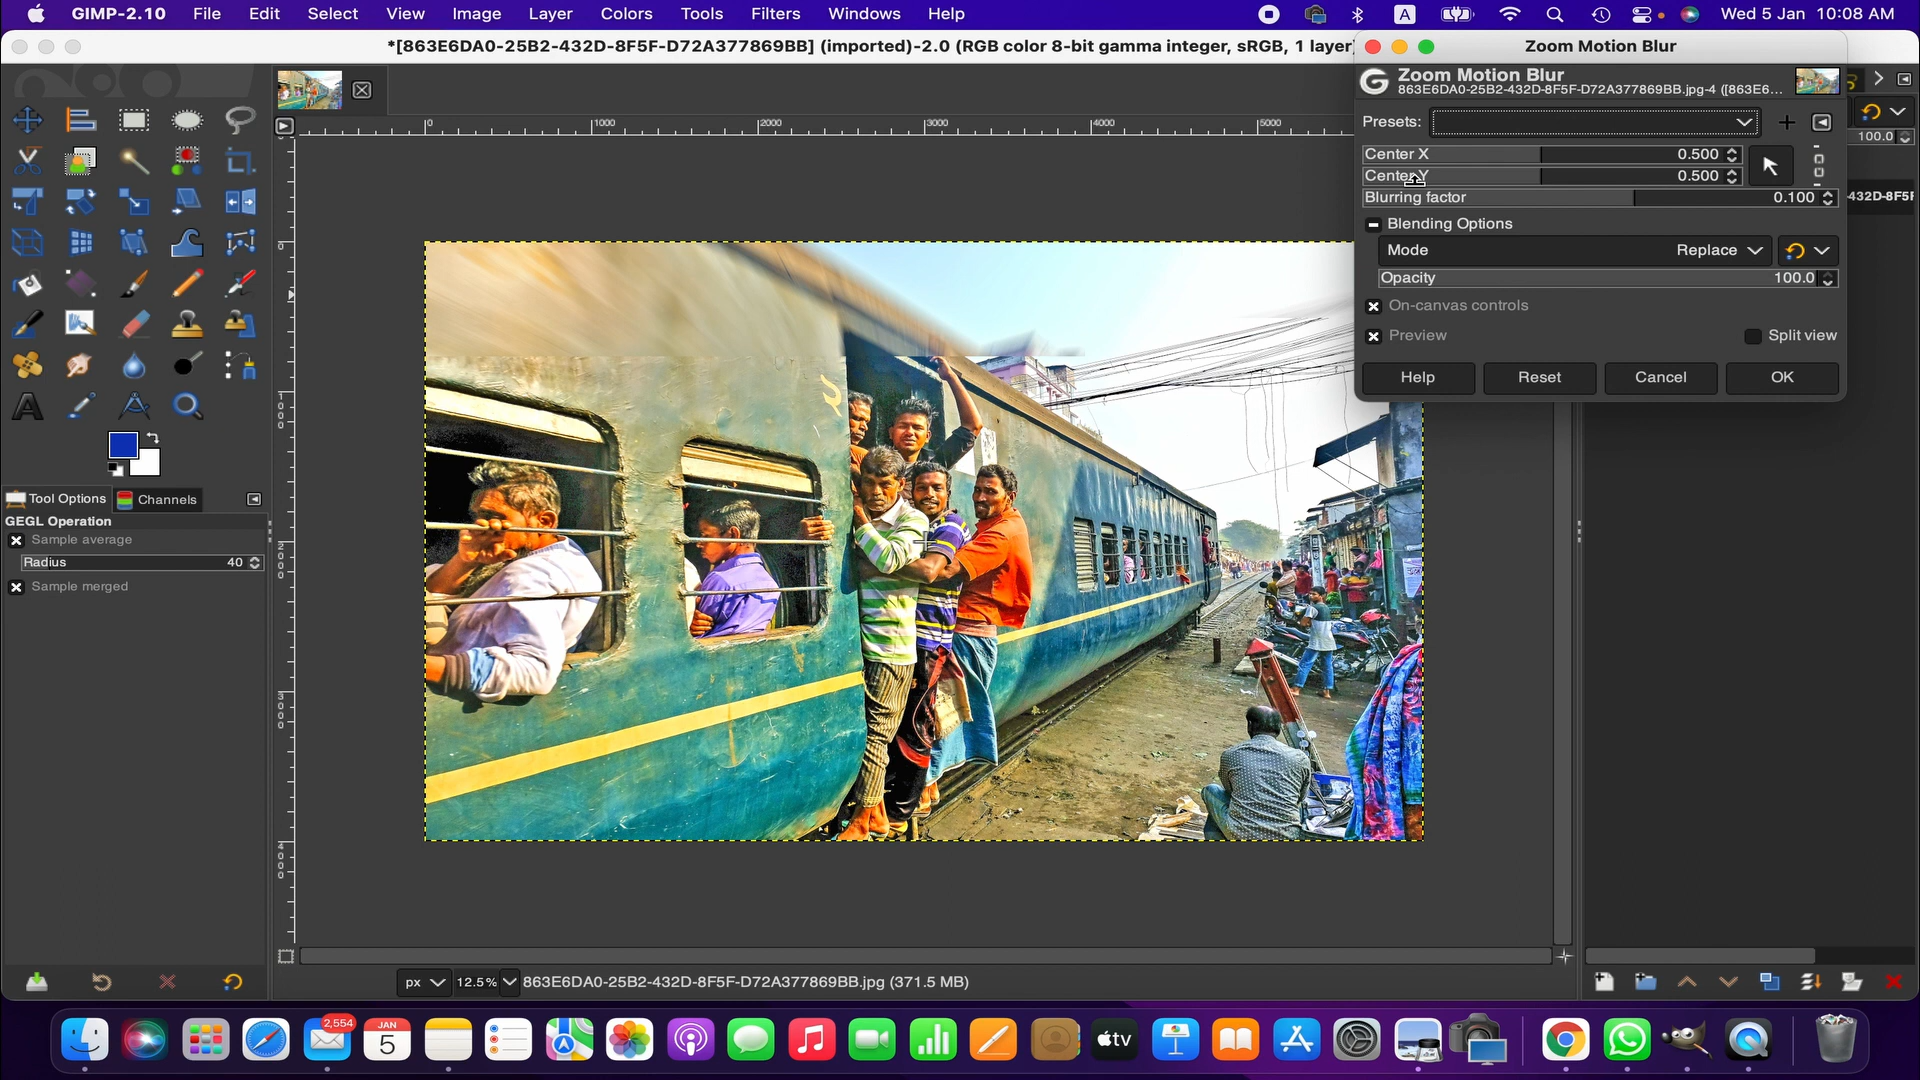 GIMP-2.10 File Edit Select View Image Layer Colors Tools Filters Windows Help A Wed 5 Jan 10:08 AM
*[863E6DA0-25B2-432D-8F5F-D72A377869BB] (imported)-2.0 (RGB color 8-bit gamma integer, sRGB, 1 layer)
Zoom Motion Blur
Zoom Motion Blur
863E6DA0-25B2-432D-8F5F-D72A377869BB.jpg-4 ([863E6...
Presets:
100.0
0 1000 2000 3000 4000 5000
Center X 0.500
Center Y 0.500
Blurring factor 0.100
432D-8F5F
Blending Options
Mode Replace
Opacity 100.0
On-canvas controls
Preview Split view
Help Reset Cancel OK
0
1000
2000
3000
4000
Tool Options Channels
GEGL Operation
Sample average
Radius 40
Sample merged
px 12.5% 863E6DA0-25B2-432D-8F5F-D72A377869BB.jpg (371.5 MB)
2,554
JAN
5
tv